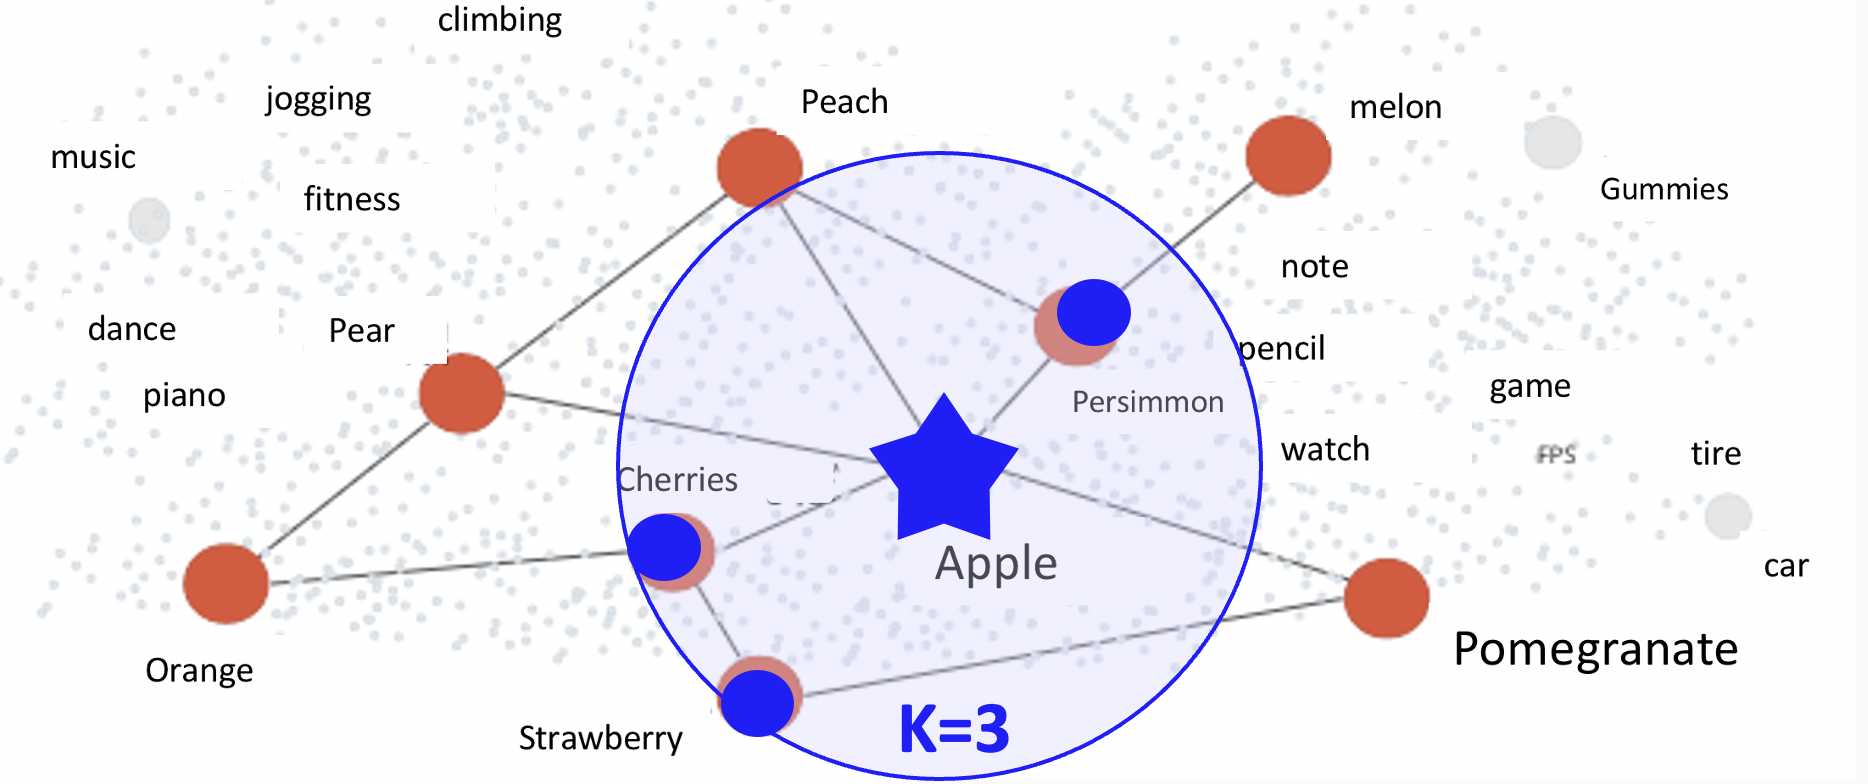 climbing
jogging
Peach
melon
music
fitness
Gummies
note
dance
Pear
pencil
piano
game
Persimmon
watch
FPS
tire
Cherries
Apple
car
Orange
Pomegranate
Strawberry
K=3